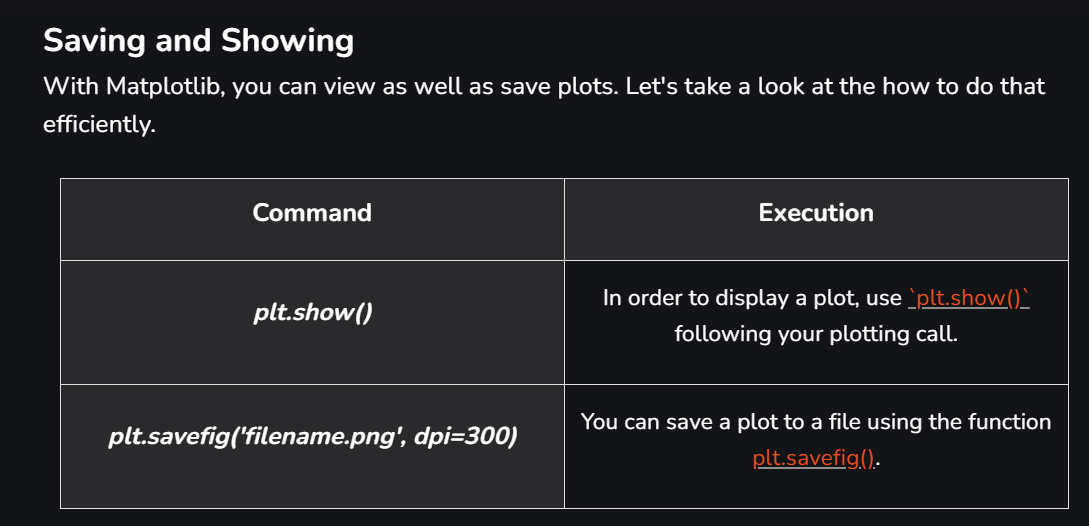 Saving and Showing
With Matplotlib, you can view as well as save plots. Let's take a look at the how to do that
efficiently.
Command
Execution
plt.show()
In order to display a plot, use `plt.show()`
following your plotting call.
plt.savefig('filename.png', dpi=300)
You can save a plot to a file using the function
plt.savefig().